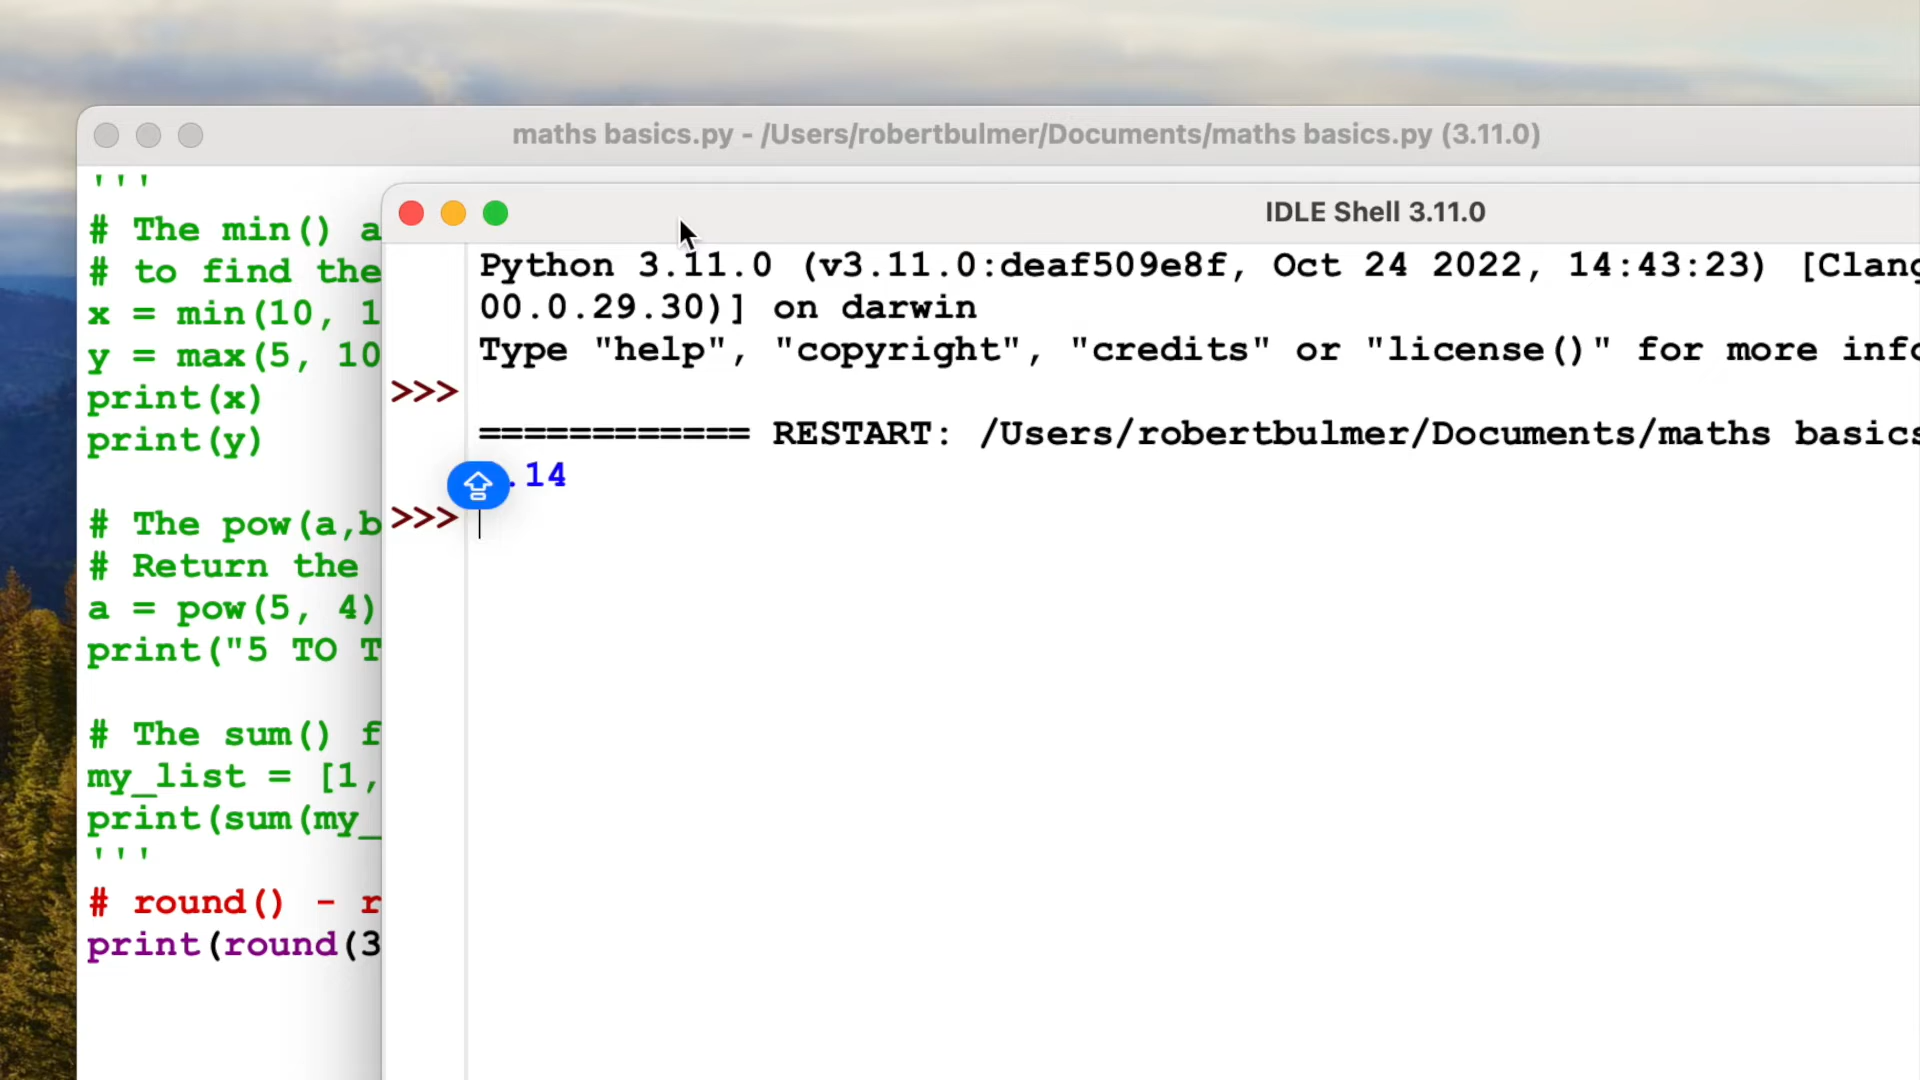 maths basics.py - /Users/robertbulmer/Documents/maths basics.py (3.11.0)
'''
# The min() a
# to find the
x = min(10, 1
y = max(5, 10
print(x)
print(y)
# The pow(a,b
# Return the
a = pow(5, 4)
print("5 TO T
# The sum() f
my_list = [1,
print(sum(my_
'''
# round() - r
print(round(3
IDLE Shell 3.11.0
Python 3.11.0 (v3.11.0:deaf509e8f, Oct 24 2022, 14:43:23) [Clang
00.0.29.30)] on darwin
Type "help", "copyright", "credits" or "license()" for more info
>>>
============ RESTART: /Users/robertbulmer/Documents/maths basics
.14
>>>